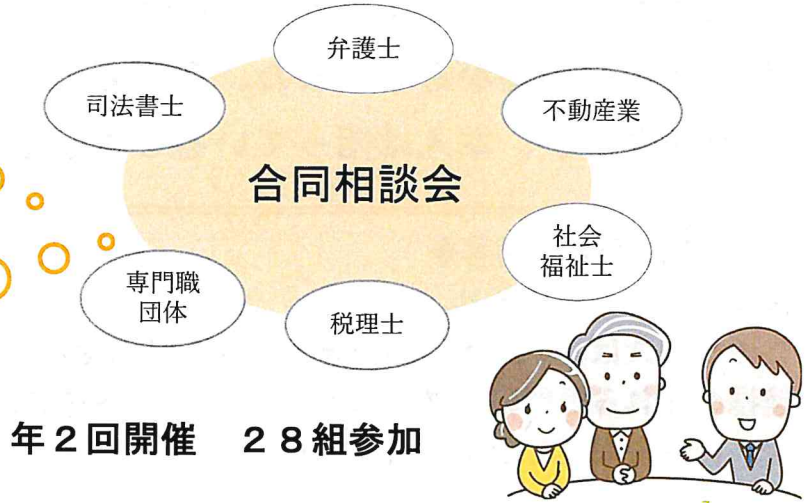 弁護士
司法書士
不動産業
合同相談会
社会
福祉士
専門職
団体
税理士
年２回開催　２８組参加